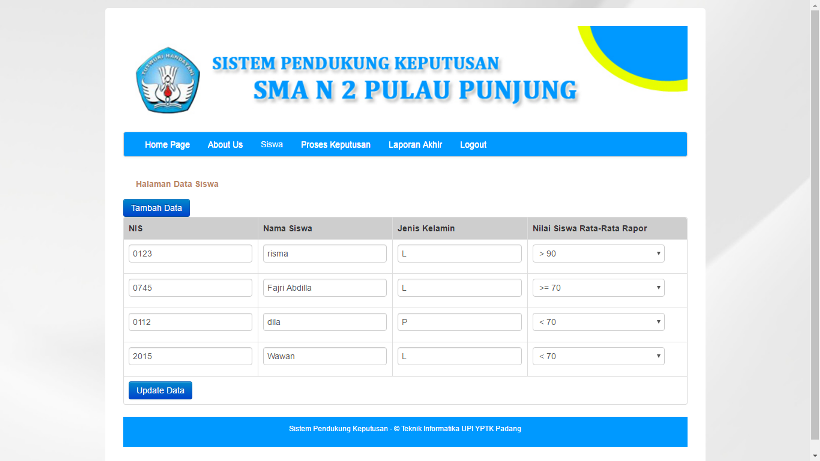 TUT WURI HANDAYANI
SISTEM PENDUKUNG KEPUTUSAN
SMA N 2 PULAU PUNJUNG
Home Page About Us Siswa Proses Keputusan Laporan Akhir Logout
Halaman Data Siswa
Tambah Data
NIS Nama Siswa Jenis Kelamin Nilai Siswa Rata-Rata Rapor
0123 risma L > 90
0745 Fajri Abdilla L >= 70
0112 dila P < 70
2015 Wawan L < 70
Update Data
Sistem Pendukung Keputusan - © Teknik Informatika UPI YPTK Padang